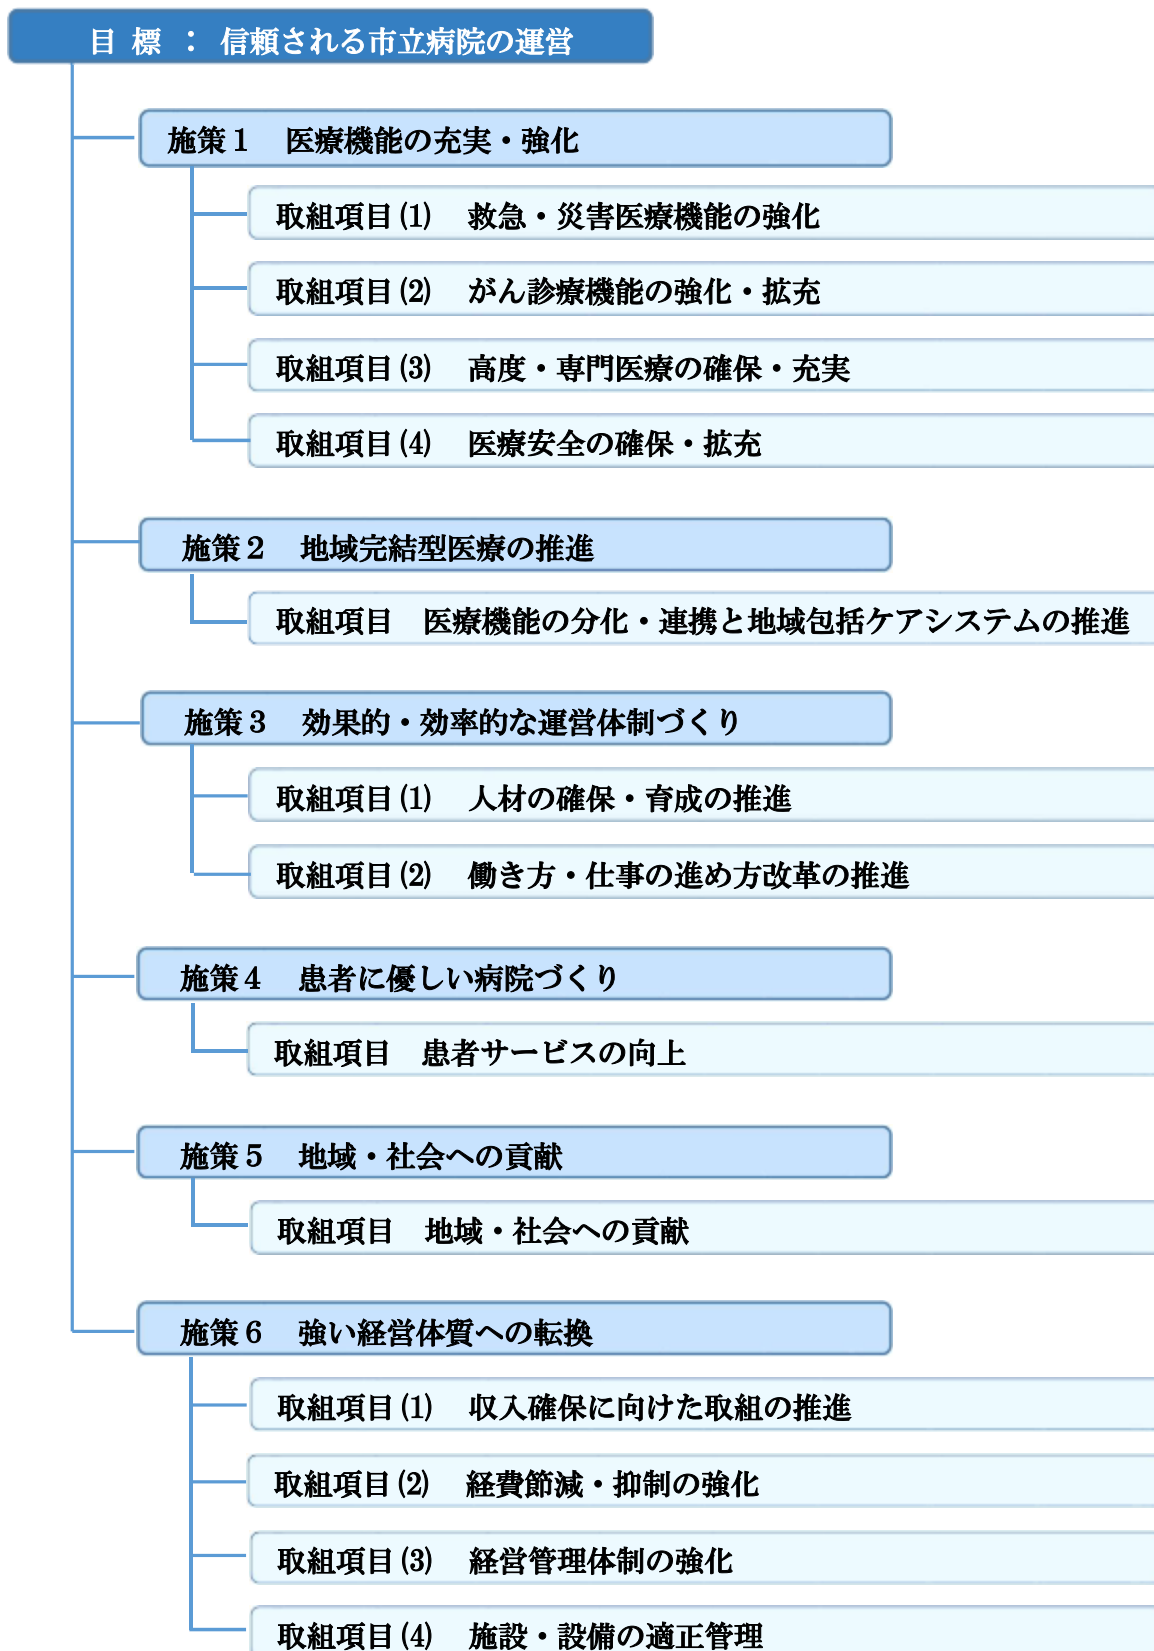 目 標 ： 信頼される市立病院の運営
施策１　医療機能の充実・強化
取組項目(1)　救急・災害医療機能の強化
取組項目(2)　がん診療機能の強化・拡充
取組項目(3)　高度・専門医療の確保・充実
取組項目(4)　医療安全の確保・拡充
施策２　地域完結型医療の推進
取組項目　医療機能の分化・連携と地域包括ケアシステムの推進
施策３　効果的・効率的な運営体制づくり
取組項目(1)　人材の確保・育成の推進
取組項目(2)　働き方・仕事の進め方改革の推進
施策４　患者に優しい病院づくり
取組項目　患者サービスの向上
施策５　地域・社会への貢献
取組項目　地域・社会への貢献
施策６　強い経営体質への転換
取組項目(1)　収入確保に向けた取組の推進
取組項目(2)　経費節減・抑制の強化
取組項目(3)　経営管理体制の強化
取組項目(4)　施設・設備の適正管理